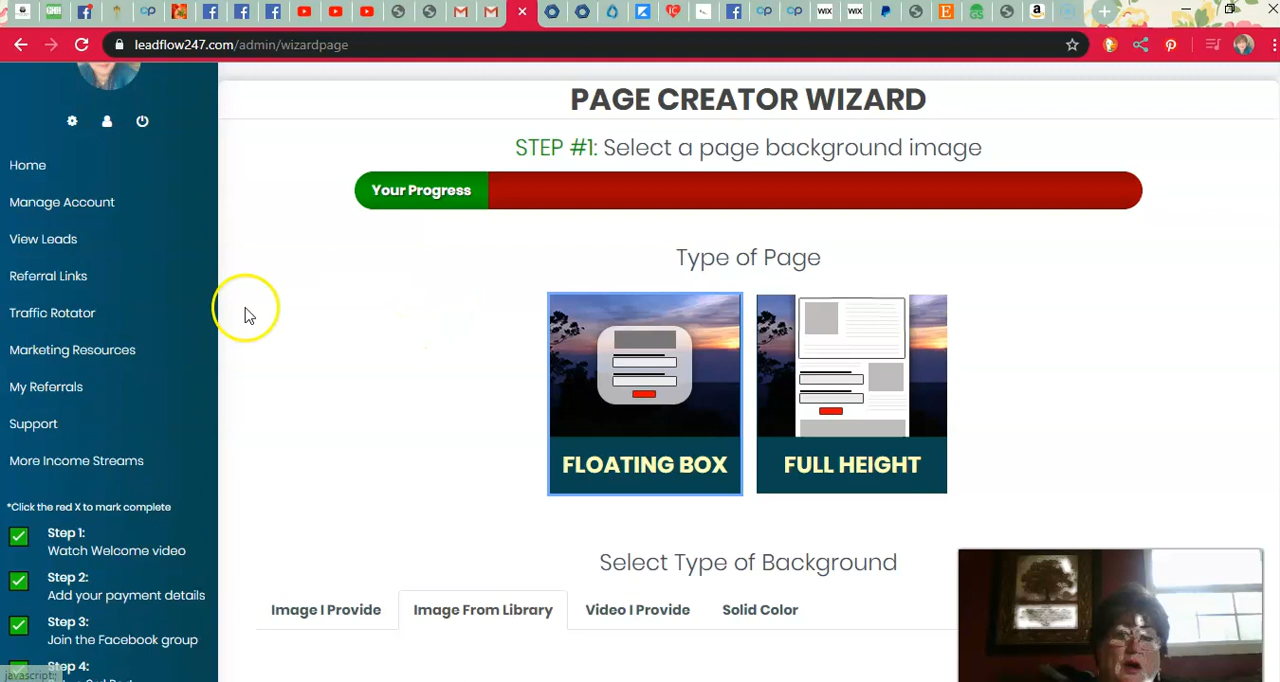 WIX
WIX
leadflow247.com/admin/wizardpage
PAGE CREATOR WIZARD
STEP #1: Select a page background image
Your Progress
Home
Manage Account
View Leads
Referral Links
Traffic Rotator
Marketing Resources
My Referrals
Support
More Income Streams
*Click the red X to mark complete
Step 1:
Watch Welcome video
Step 2:
Add your payment details
Step 3:
Join the Facebook group
Step 4:
javascript:;
Type of Page
FLOATING BOX
FULL HEIGHT
Select Type of Background
Image I Provide
Image From Library
Video I Provide
Solid Color